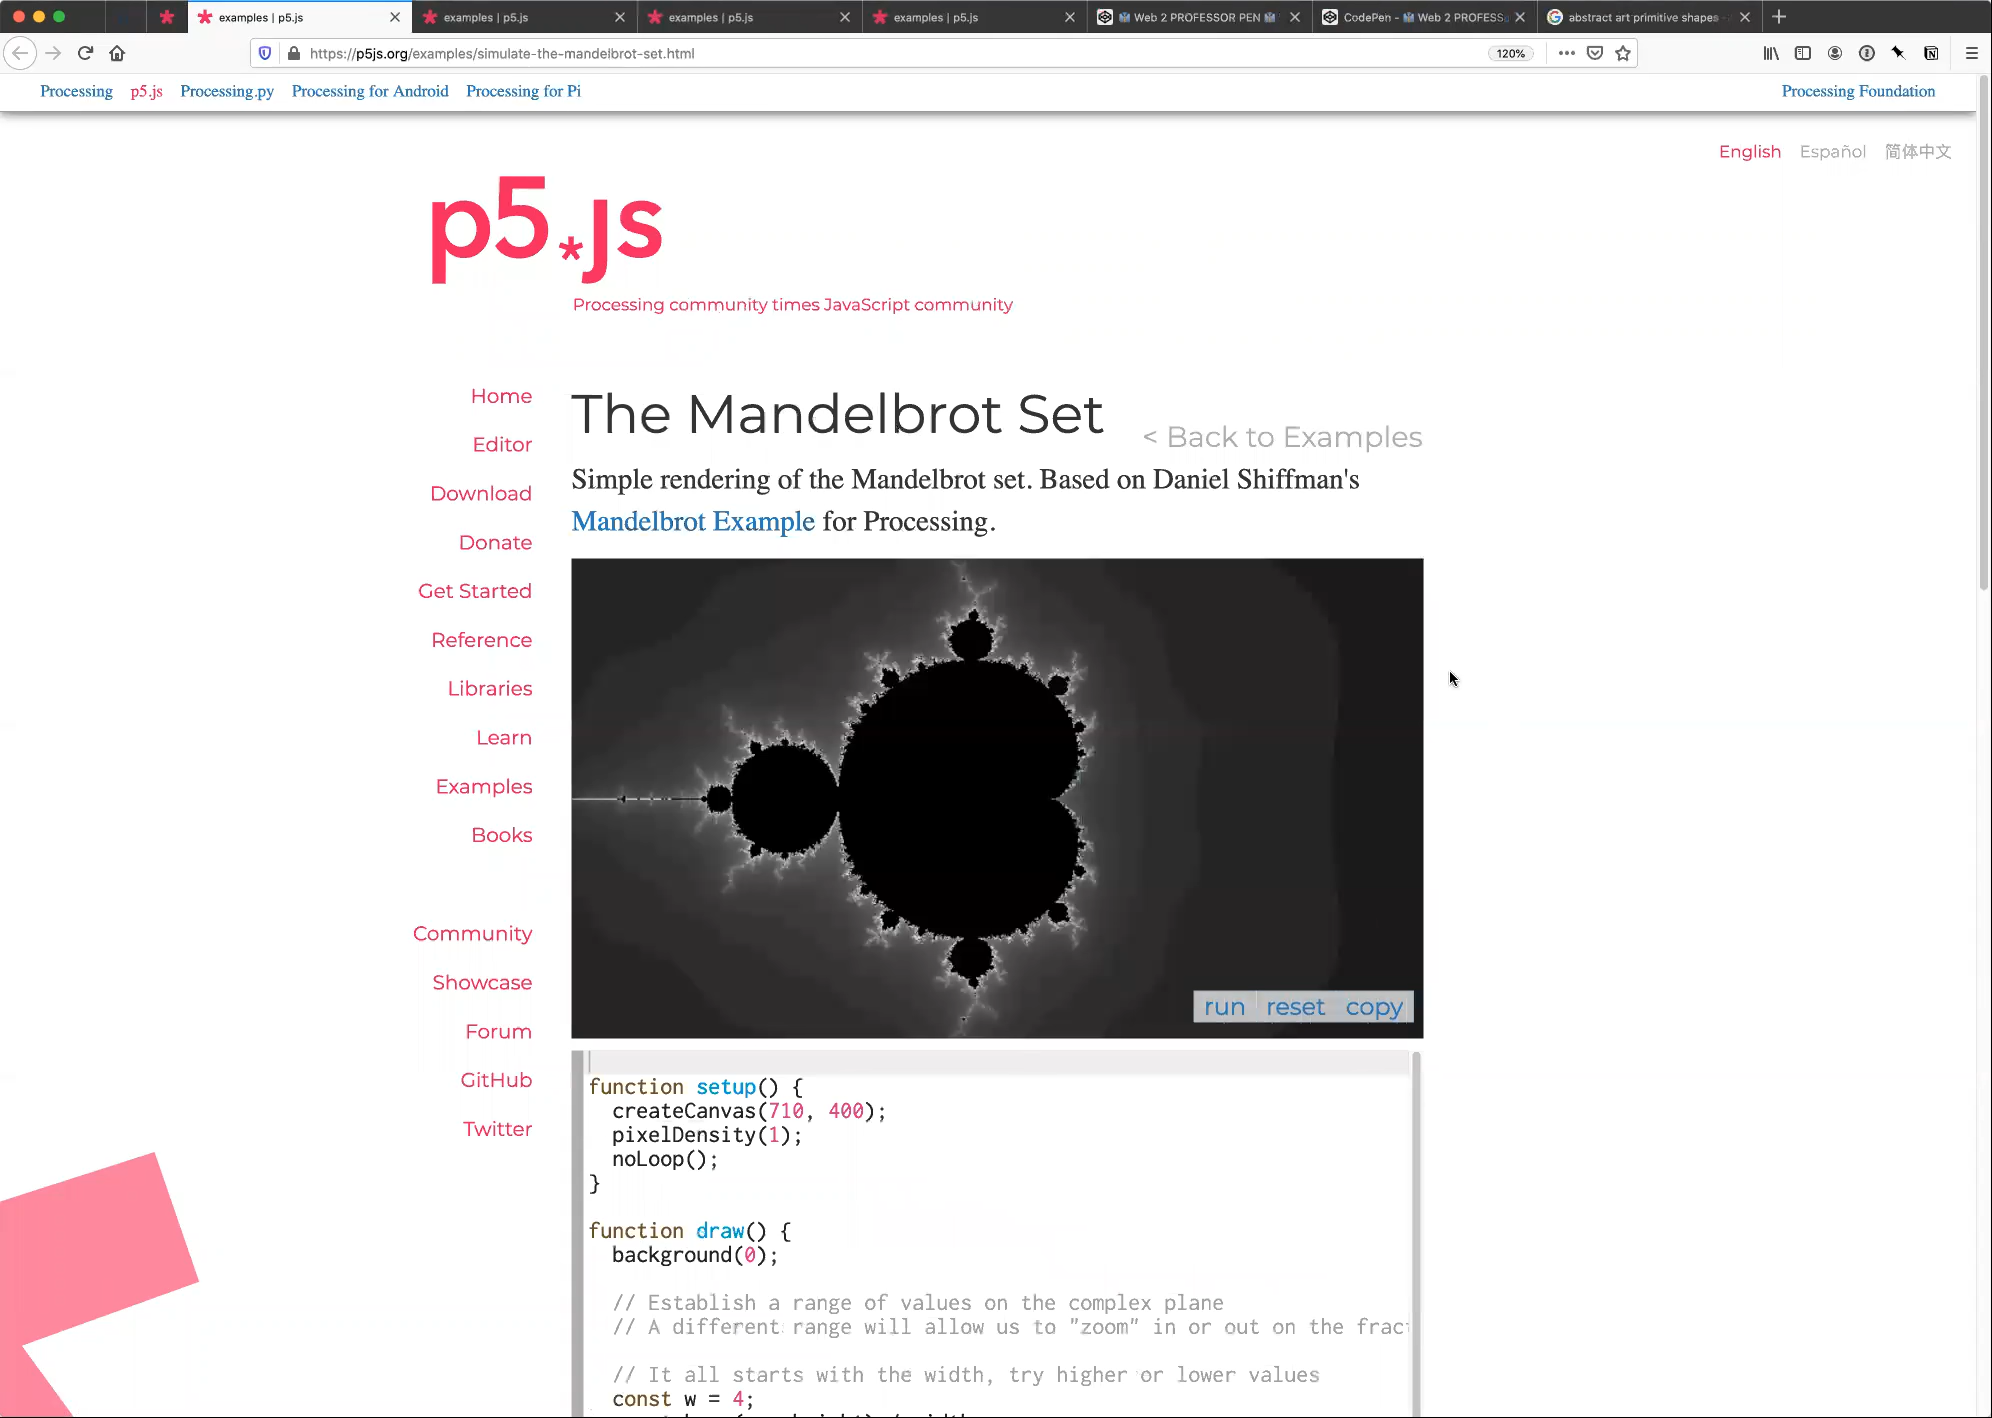 examples | p5.js
examples | p5.js
examples | p5.js
examples | p5.js
Web 2 PROFESSOR PEN
CodePen - Web 2 PROFESS
abstract art primitive shapes -
https://p5js.org/examples/simulate-the-mandelbrot-set.html
120%
Processing p5.js Processing.py Processing for Android Processing for Pi
Processing Foundation
English Español 简体中文
p5*js
Processing community times JavaScript community
Home
Editor
Download
Donate
Get Started
Reference
Libraries
Learn
Examples
Books
Community
Showcase
Forum
GitHub
Twitter
The Mandelbrot Set
< Back to Examples
Simple rendering of the Mandelbrot set. Based on Daniel Shiffman's
Mandelbrot Example for Processing.
run reset copy
function setup() {
createCanvas(710, 400);
pixelDensity(1);
noLoop();
}
function draw() {
background(0);
// Establish a range of values on the complex plane
// A different range will allow us to "zoom" in or out on the fract
// It all starts with the width, try higher or lower values
const w = 4;